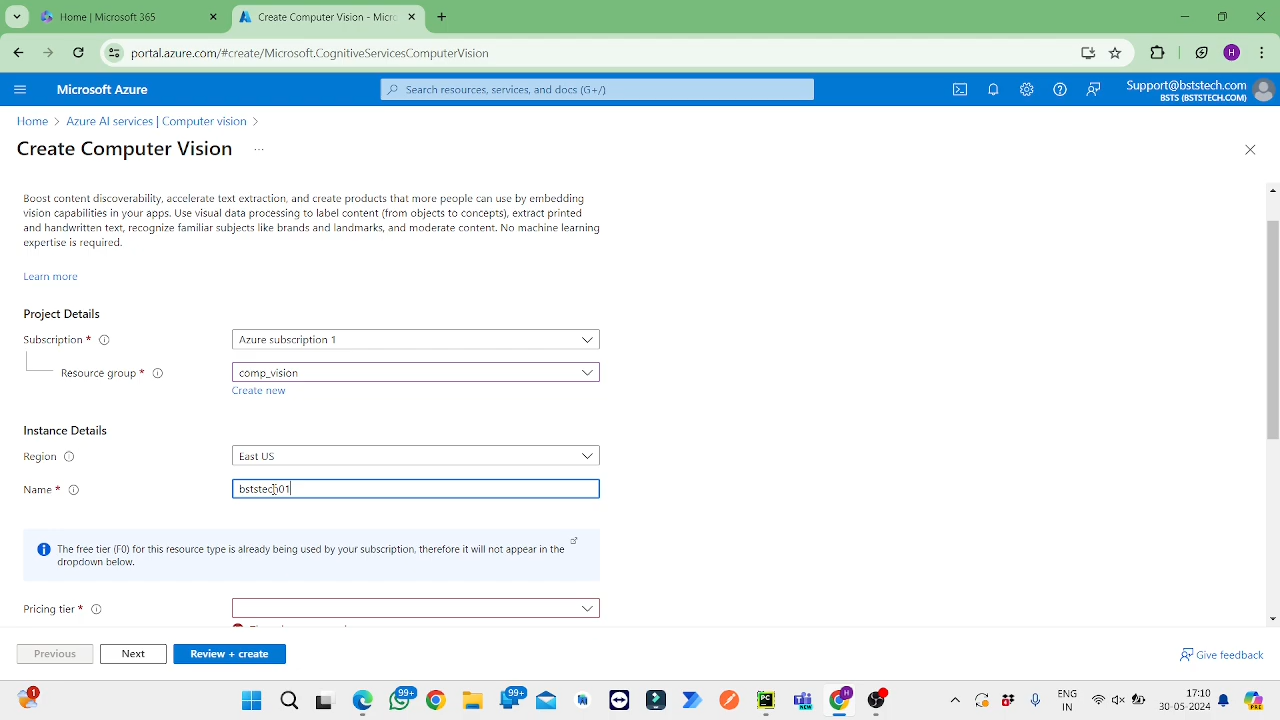 Home | Microsoft 365
Create Computer Vision - Micro
portal.azure.com/#create/Microsoft.CognitiveServicesComputerVision
H
Microsoft Azure
Search resources, services, and docs (G+/)
Support@bststech.com
BSTS (BSTSTECH.COM)
Home > Azure AI services | Computer vision >
Create Computer Vision ...
Boost content discoverability, accelerate text extraction, and create products that more people can use by embedding
vision capabilities in your apps. Use visual data processing to label content (from objects to concepts), extract printed
and handwritten text, recognize familiar subjects like brands and landmarks, and moderate content. No machine learning
expertise is required.
Learn more
Project Details
Subscription * Azure subscription 1
Resource group * comp_vision
Create new
Instance Details
Region East US
Name * bststech01
The free tier (F0) for this resource type is already being used by your subscription, therefore it will not appear in the
dropdown below.
Pricing tier *
Previous Next Review + create
Give feedback
1
99+
99+
PC
NEW
H
ENG
IN
17:10
30-05-2024
PRE